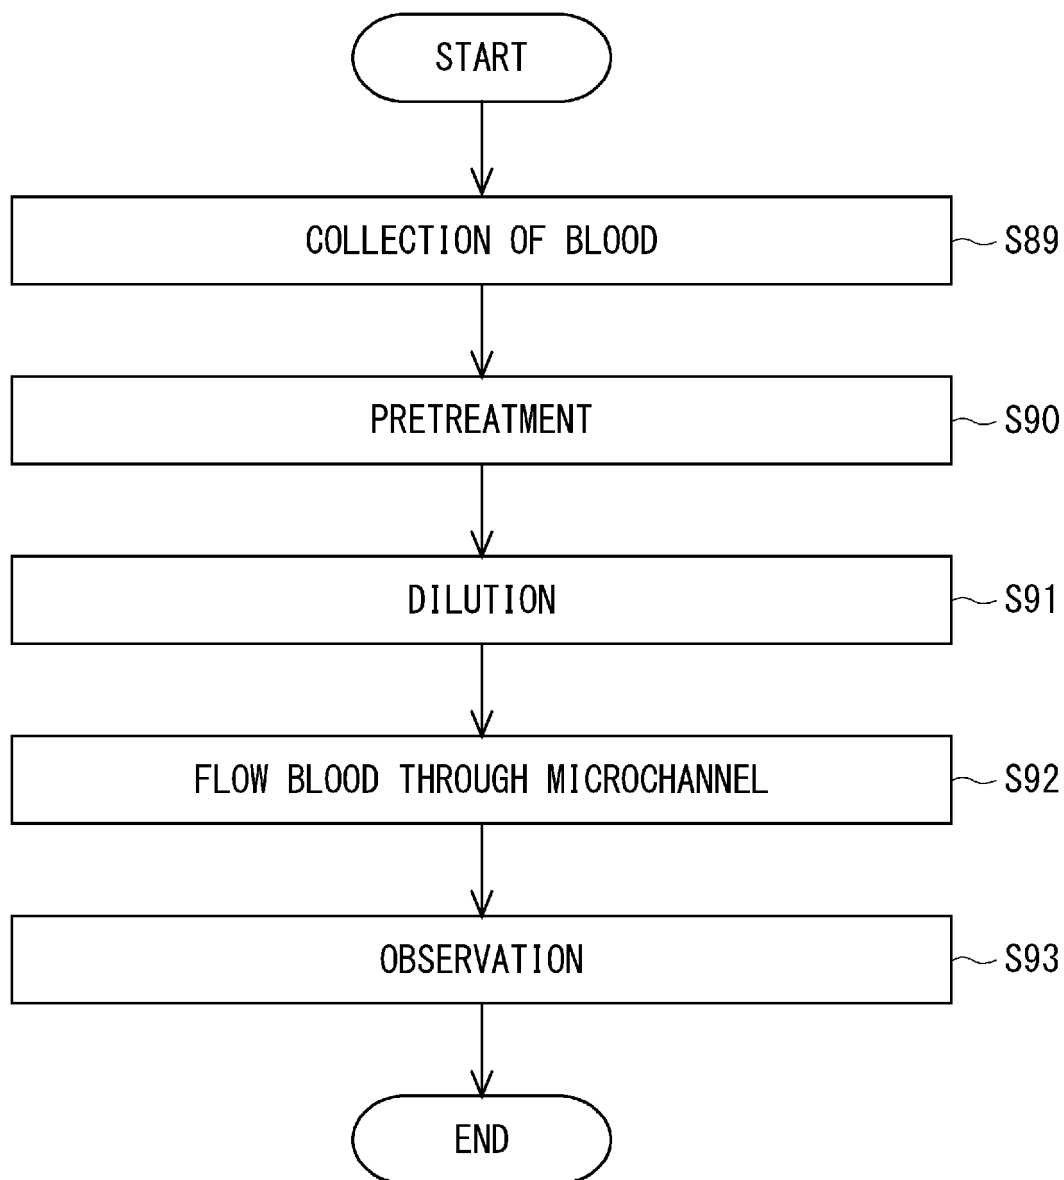 START
COLLECTION OF BLOOD S89
PRETREATMENT S90
DILUTION S91
FLOW BLOOD THROUGH MICROCHANNEL S92
OBSERVATION S93
END